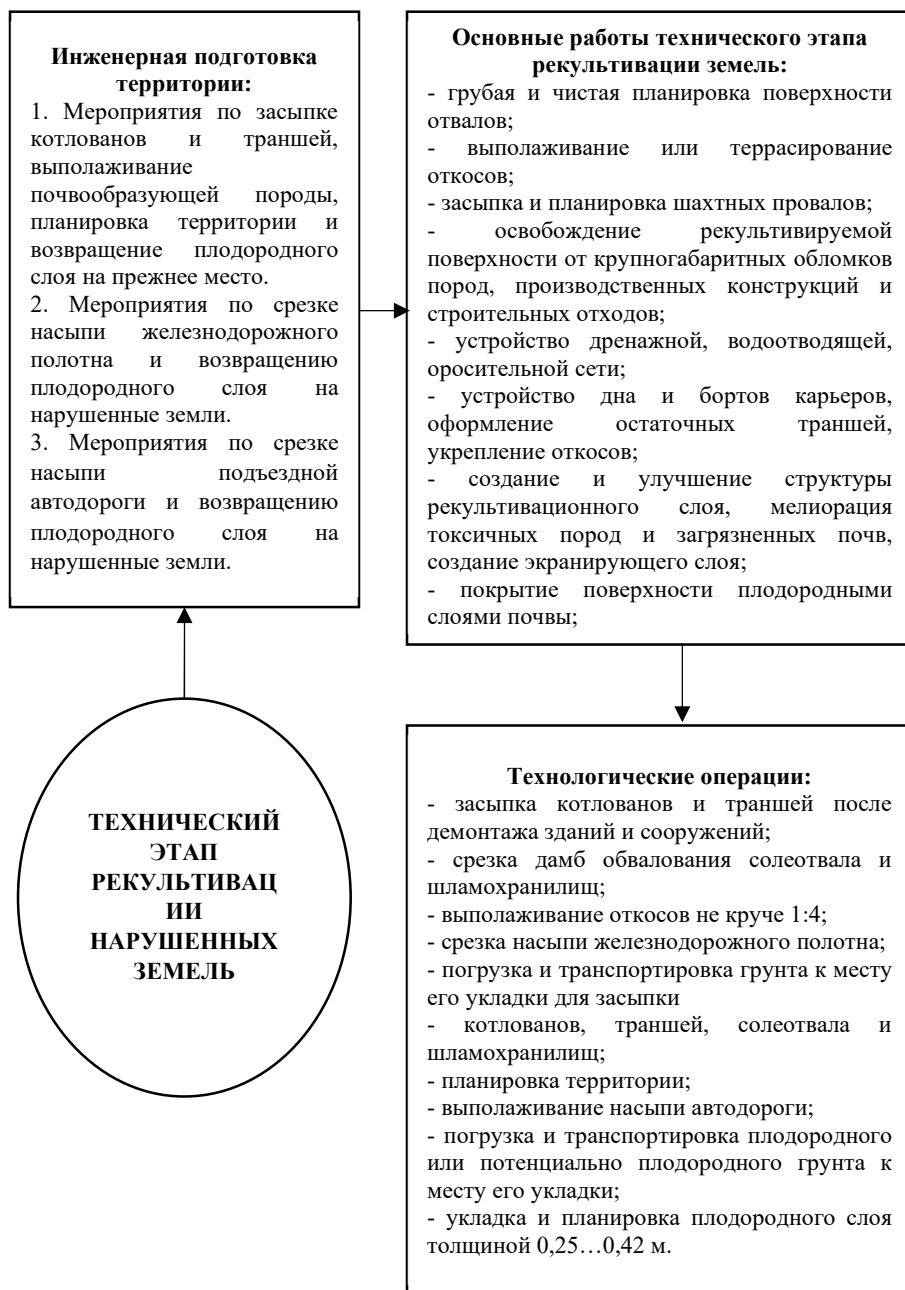 Инженерная подготовка
территории:
1. Мероприятия по засыпке
котлованов и траншей,
выполаживание
почвообразующей породы,
планировка территории и
возвращение плодородного
слоя на прежнее место.
2. Мероприятия по срезке
насыпи железнодорожного
полотна и возвращению
плодородного слоя на
нарушенные земли.
3. Мероприятия по срезке
насыпи подъездной
автодороги и возвращению
плодородного слоя на
нарушенные земли.
Основные работы технического этапа
рекультивации земель:
- грубая и чистая планировка поверхности
отвалов;
- выполаживание или террасирование
откосов;
- засыпка и планировка шахтных провалов;
- освобождение рекультивируемой
поверхности от крупногабаритных обломков
пород, производственных конструкций и
строительных отходов;
- устройство дренажной, водоотводящей,
оросительной сети;
- устройство дна и бортов карьеров,
оформление остаточных траншей,
укрепление откосов;
- создание и улучшение структуры
рекультивационного слоя, мелиорация
токсичных пород и загрязненных почв,
создание экранирующего слоя;
- покрытие поверхности плодородными
слоями почвы;
ТЕХНИЧЕСКИЙ
ЭТАП
РЕКУЛЬТИВАЦ
ИИ
НАРУШЕННЫХ
ЗЕМЕЛЬ
Технологические операции:
- засыпка котлованов и траншей после
демонтажа зданий и сооружений;
- срезка дамб обвалования солеотвала и
шламохранилищ;
- выполаживание откосов не круче 1:4;
- срезка насыпи железнодорожного полотна;
- погрузка и транспортировка грунта к месту
его укладки для засыпки
- котлованов, траншей, солеотвала и
шламохранилищ;
- планировка территории;
- выполаживание насыпи автодороги;
- погрузка и транспортировка плодородного
или потенциально плодородного грунта к
месту его укладки;
- укладка и планировка плодородного слоя
толщиной 0,25…0,42 м.